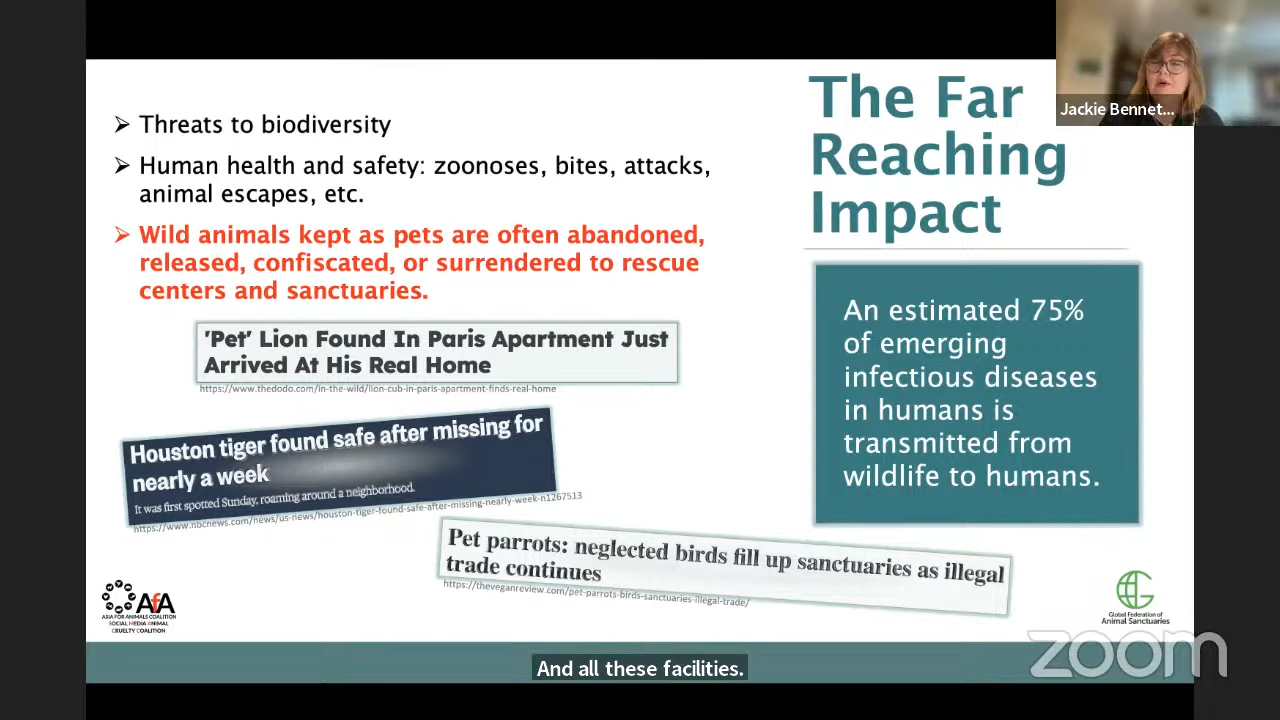 The Far
Reaching
Impact
Jackie Bennet...
➢ Threats to biodiversity
➢ Human health and safety: zoonoses, bites, attacks,
animal escapes, etc.
➢ Wild animals kept as pets are often abandoned,
released, confiscated, or surrendered to rescue
centers and sanctuaries.
'Pet' Lion Found In Paris Apartment Just
Arrived At His Real Home
https://www.thedodo.com/in-the-wild/lion-cub-in-paris-apartment-finds-real-home
Houston tiger found safe after missing for
nearly a week
It was first spotted Sunday, roaming around a neighborhood.
https://www.nbcnews.com/news/us-news/houston-tiger-found-safe-after-missing-nearly-week-n1267513
Pet parrots: neglected birds fill up sanctuaries as illegal
trade continues
https://theveganreview.com/pet-parrots-birds-sanctuaries-illegal-trade/
An estimated 75%
of emerging
infectious diseases
in humans is
transmitted from
wildlife to humans.
AfA
ASIA FOR ANIMALS COALITION
SOCIAL MEDIA ANIMAL
CRUELTY COALITION
Global Federation of
Animal Sanctuaries
zoom
And all these facilities.